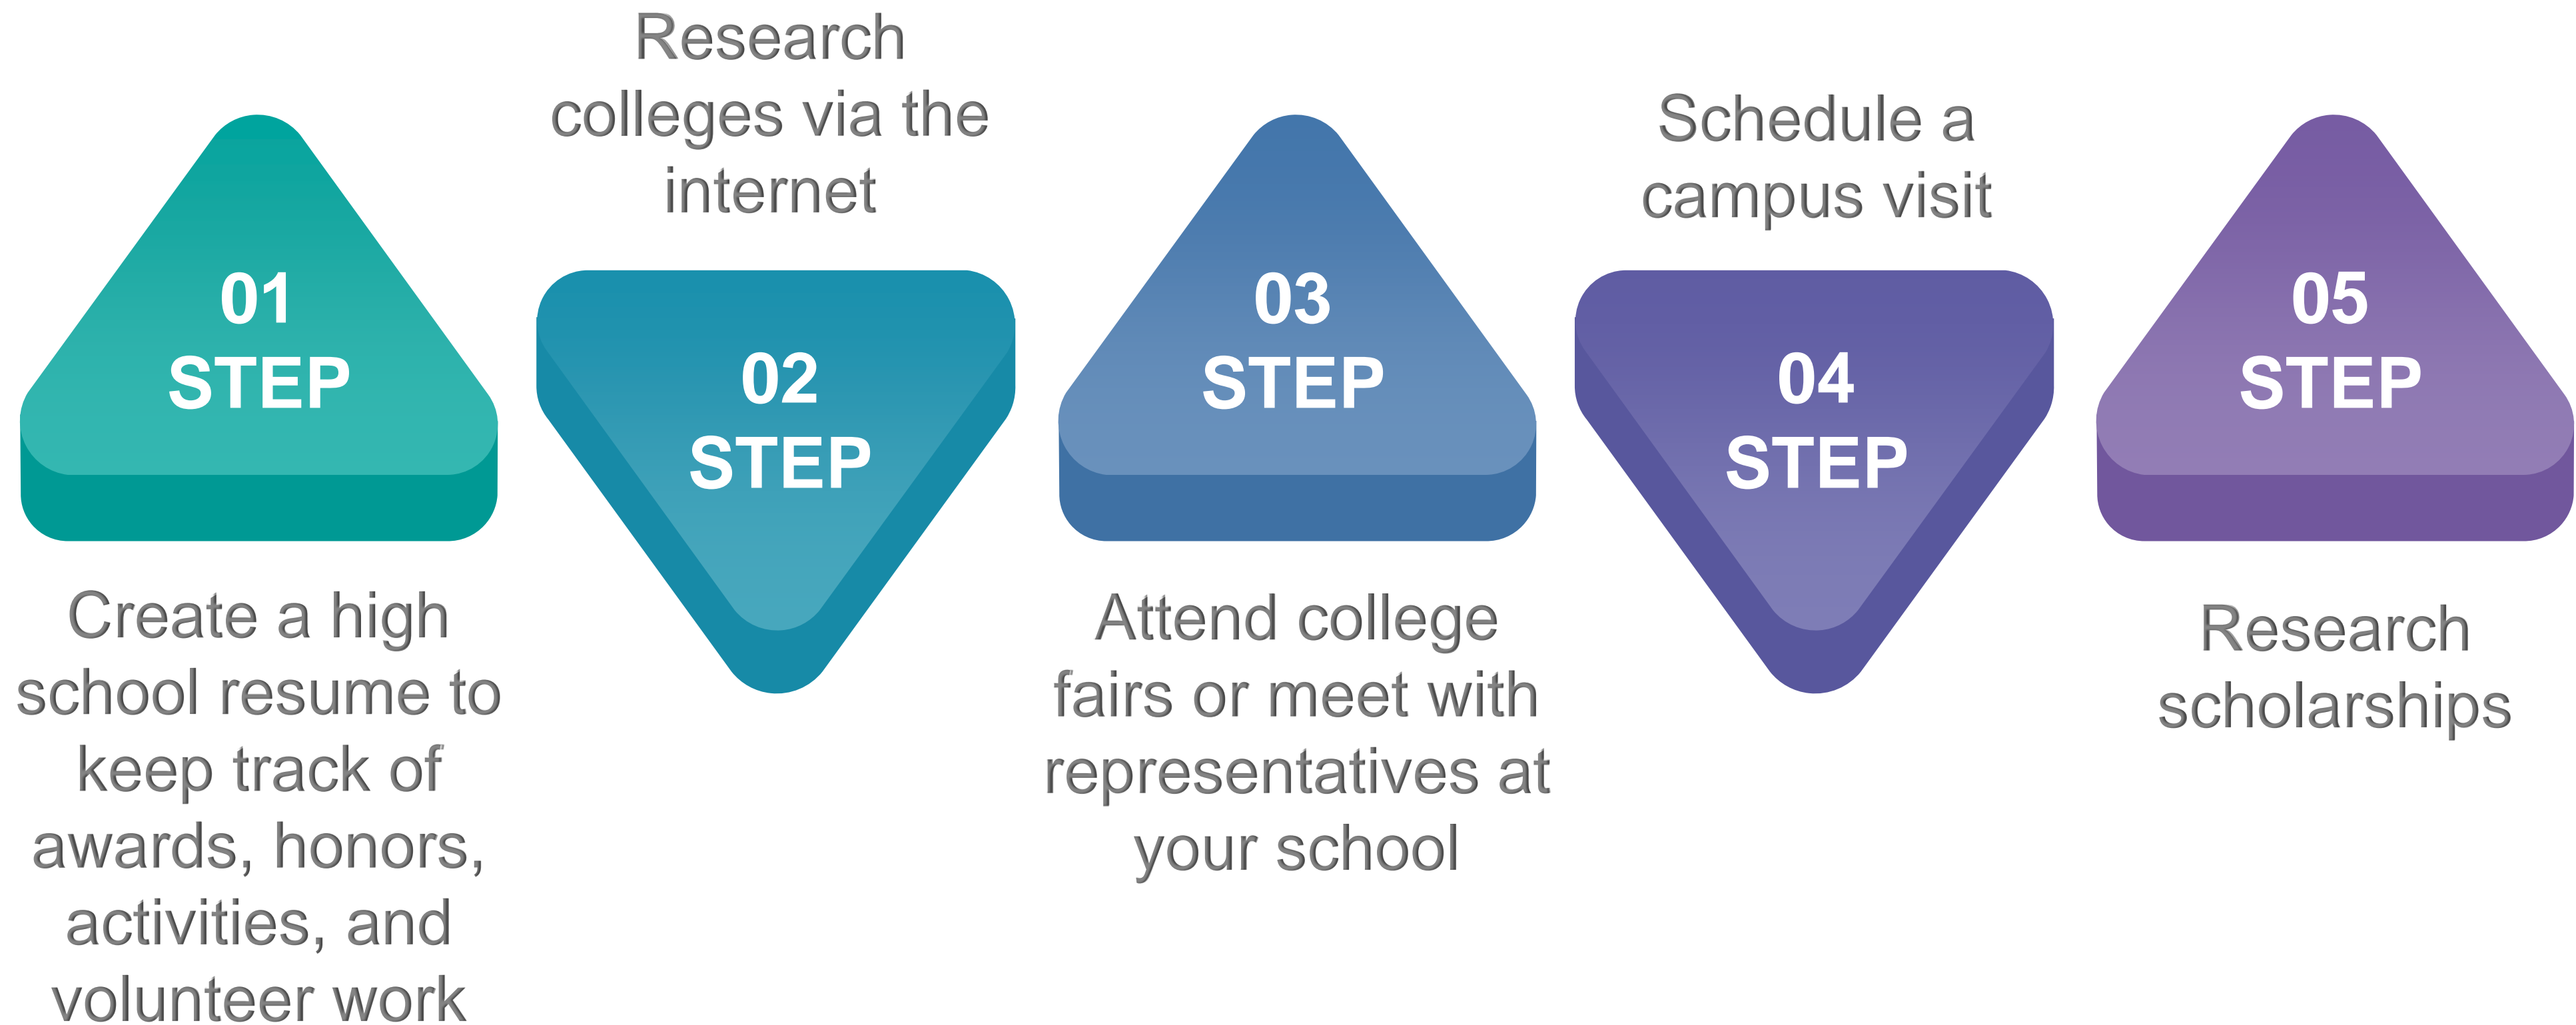 01
STEP
Create a high
school resume to
keep track of
awards, honors,
activities, and
volunteer work
Research
colleges via the
internet
02
STEP
03
STEP
Attend college
fairs or meet with
representatives at
your school
Schedule a
campus visit
04
STEP
05
STEP
Research
scholarships